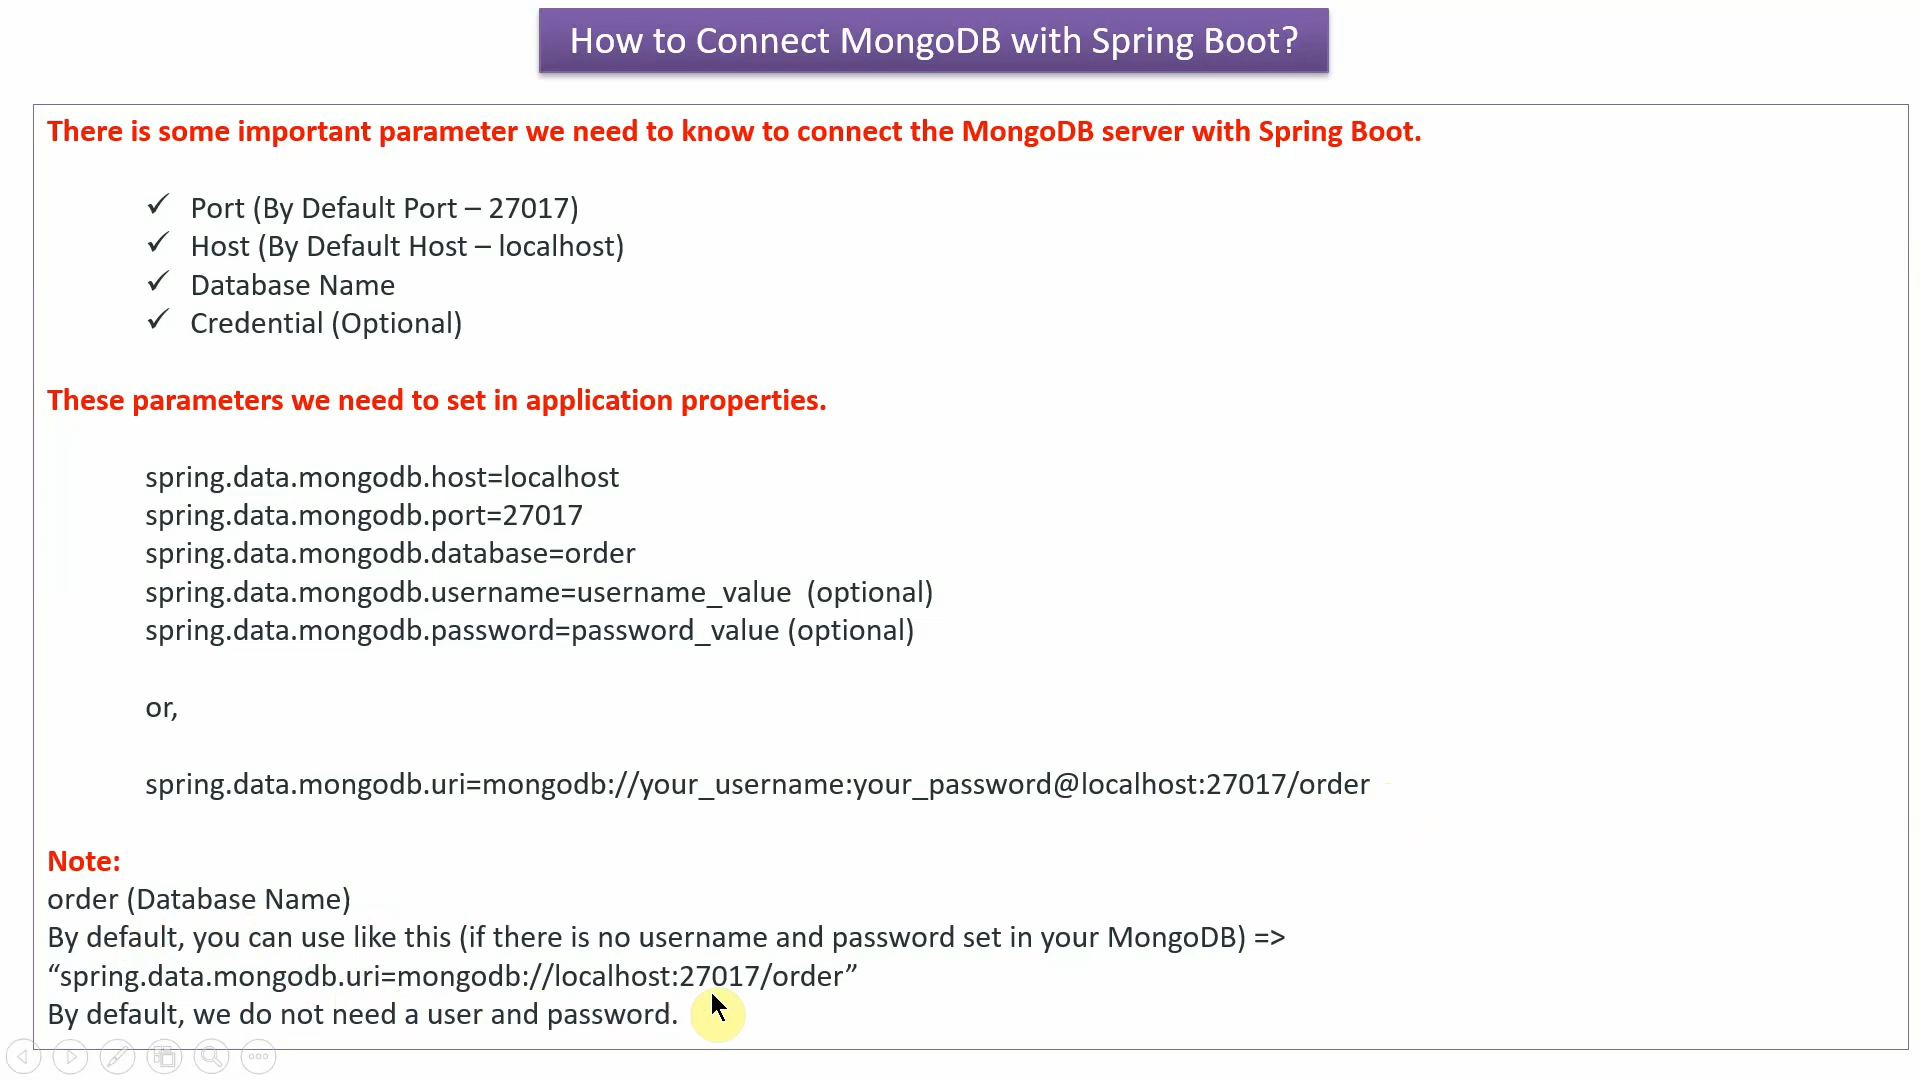 How to Connect MongoDB with Spring Boot?
There is some important parameter we need to know to connect the MongoDB server with Spring Boot.
✓ Port (By Default Port – 27017)
✓ Host (By Default Host – localhost)
✓ Database Name
✓ Credential (Optional)
These parameters we need to set in application properties.
spring.data.mongodb.host=localhost
spring.data.mongodb.port=27017
spring.data.mongodb.database=order
spring.data.mongodb.username=username_value  (optional)
spring.data.mongodb.password=password_value (optional)
or,
spring.data.mongodb.uri=mongodb://your_username:your_password@localhost:27017/order
Note:
order (Database Name)
By default, you can use like this (if there is no username and password set in your MongoDB) =>
“spring.data.mongodb.uri=mongodb://localhost:27017/order”
By default, we do not need a user and password.